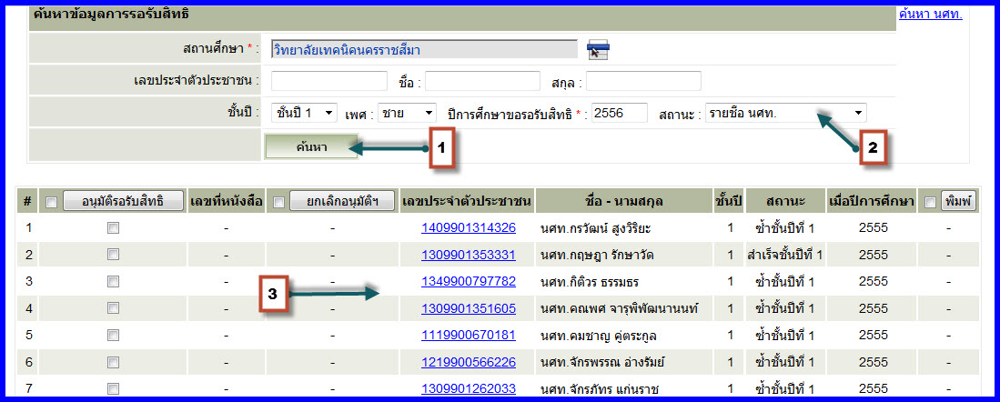 ค้นหาข้อมูลการรอรับสิทธิ ค้นหา นศท.
สถานศึกษา * : วิทยาลัยเทคนิคนครราชสีมา
เลขประจำตัวประชาชน : ชื่อ : สกุล :
ชั้นปี : ชั้นปี 1 เพศ : ชาย ปีการศึกษาขอรอรับสิทธิ * : 2556 สถานะ : รายชื่อ นศท.
ค้นหา 1 2
# อนุมัติรอรับสิทธิ เลขที่หนังสือ ยกเลิกอนุมัติฯ เลขประจำตัวประชาชน ชื่อ - นามสกุล ชั้นปี สถานะ เมื่อปีการศึกษา พิมพ์
1 - - 1409901314326 นศท.กรวัฒน์ สูงวิริยะ 1 ซ้ำชั้นปีที่ 1 2555 -
2 - - 1309901353331 นศท.กฤษฎา รักษาวัด 1 สำเร็จชั้นปีที่ 1 2555 -
3 - - 1349900797782 นศท.กิติวร ธรรมธร 1 ซ้ำชั้นปีที่ 1 2555 -
3
4 - - 1309901351605 นศท.คณพศ จารุพิพัฒนานนท์ 1 ซ้ำชั้นปีที่ 1 2555 -
5 - - 1119900670181 นศท.คมชาญ คู่ตระกูล 1 ซ้ำชั้นปีที่ 1 2555 -
6 - - 1219900566226 นศท.จักรพรรณ อ่างรัมย์ 1 ซ้ำชั้นปีที่ 1 2555 -
7 - - 1309901262033 นศท.จักรภัทร แก่นราช 1 ซ้ำชั้นปีที่ 1 2555 -